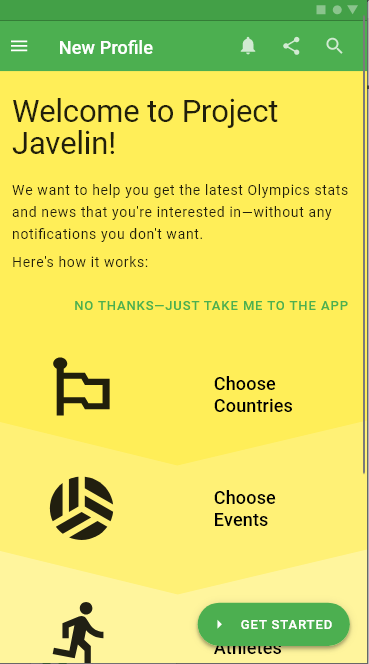 New Profile
Welcome to Project
Javelin!
We want to help you get the latest Olympics stats
and news that you're interested in—without any
notifications you don't want.
Here's how it works:
NO THANKS—JUST TAKE ME TO THE APP
Choose
Countries
Choose
Events
GET STARTED
Athletes